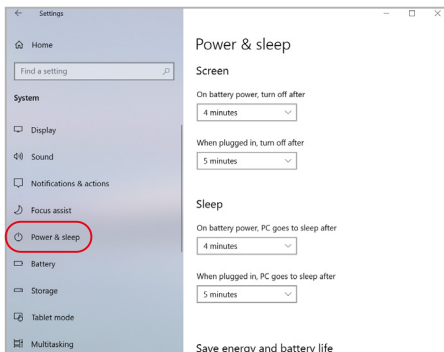 Settings
Home
Find a setting
System
Display
Sound
Notifications & actions
Focus assist
Power & sleep
Battery
Storage
Tablet mode
Multitasking
Power & sleep
Screen
On battery power, turn off after
4 minutes
When plugged in, turn off after
5 minutes
Sleep
On battery power, PC goes to sleep after
4 minutes
When plugged in, PC goes to sleep after
5 minutes
Save energy and battery life